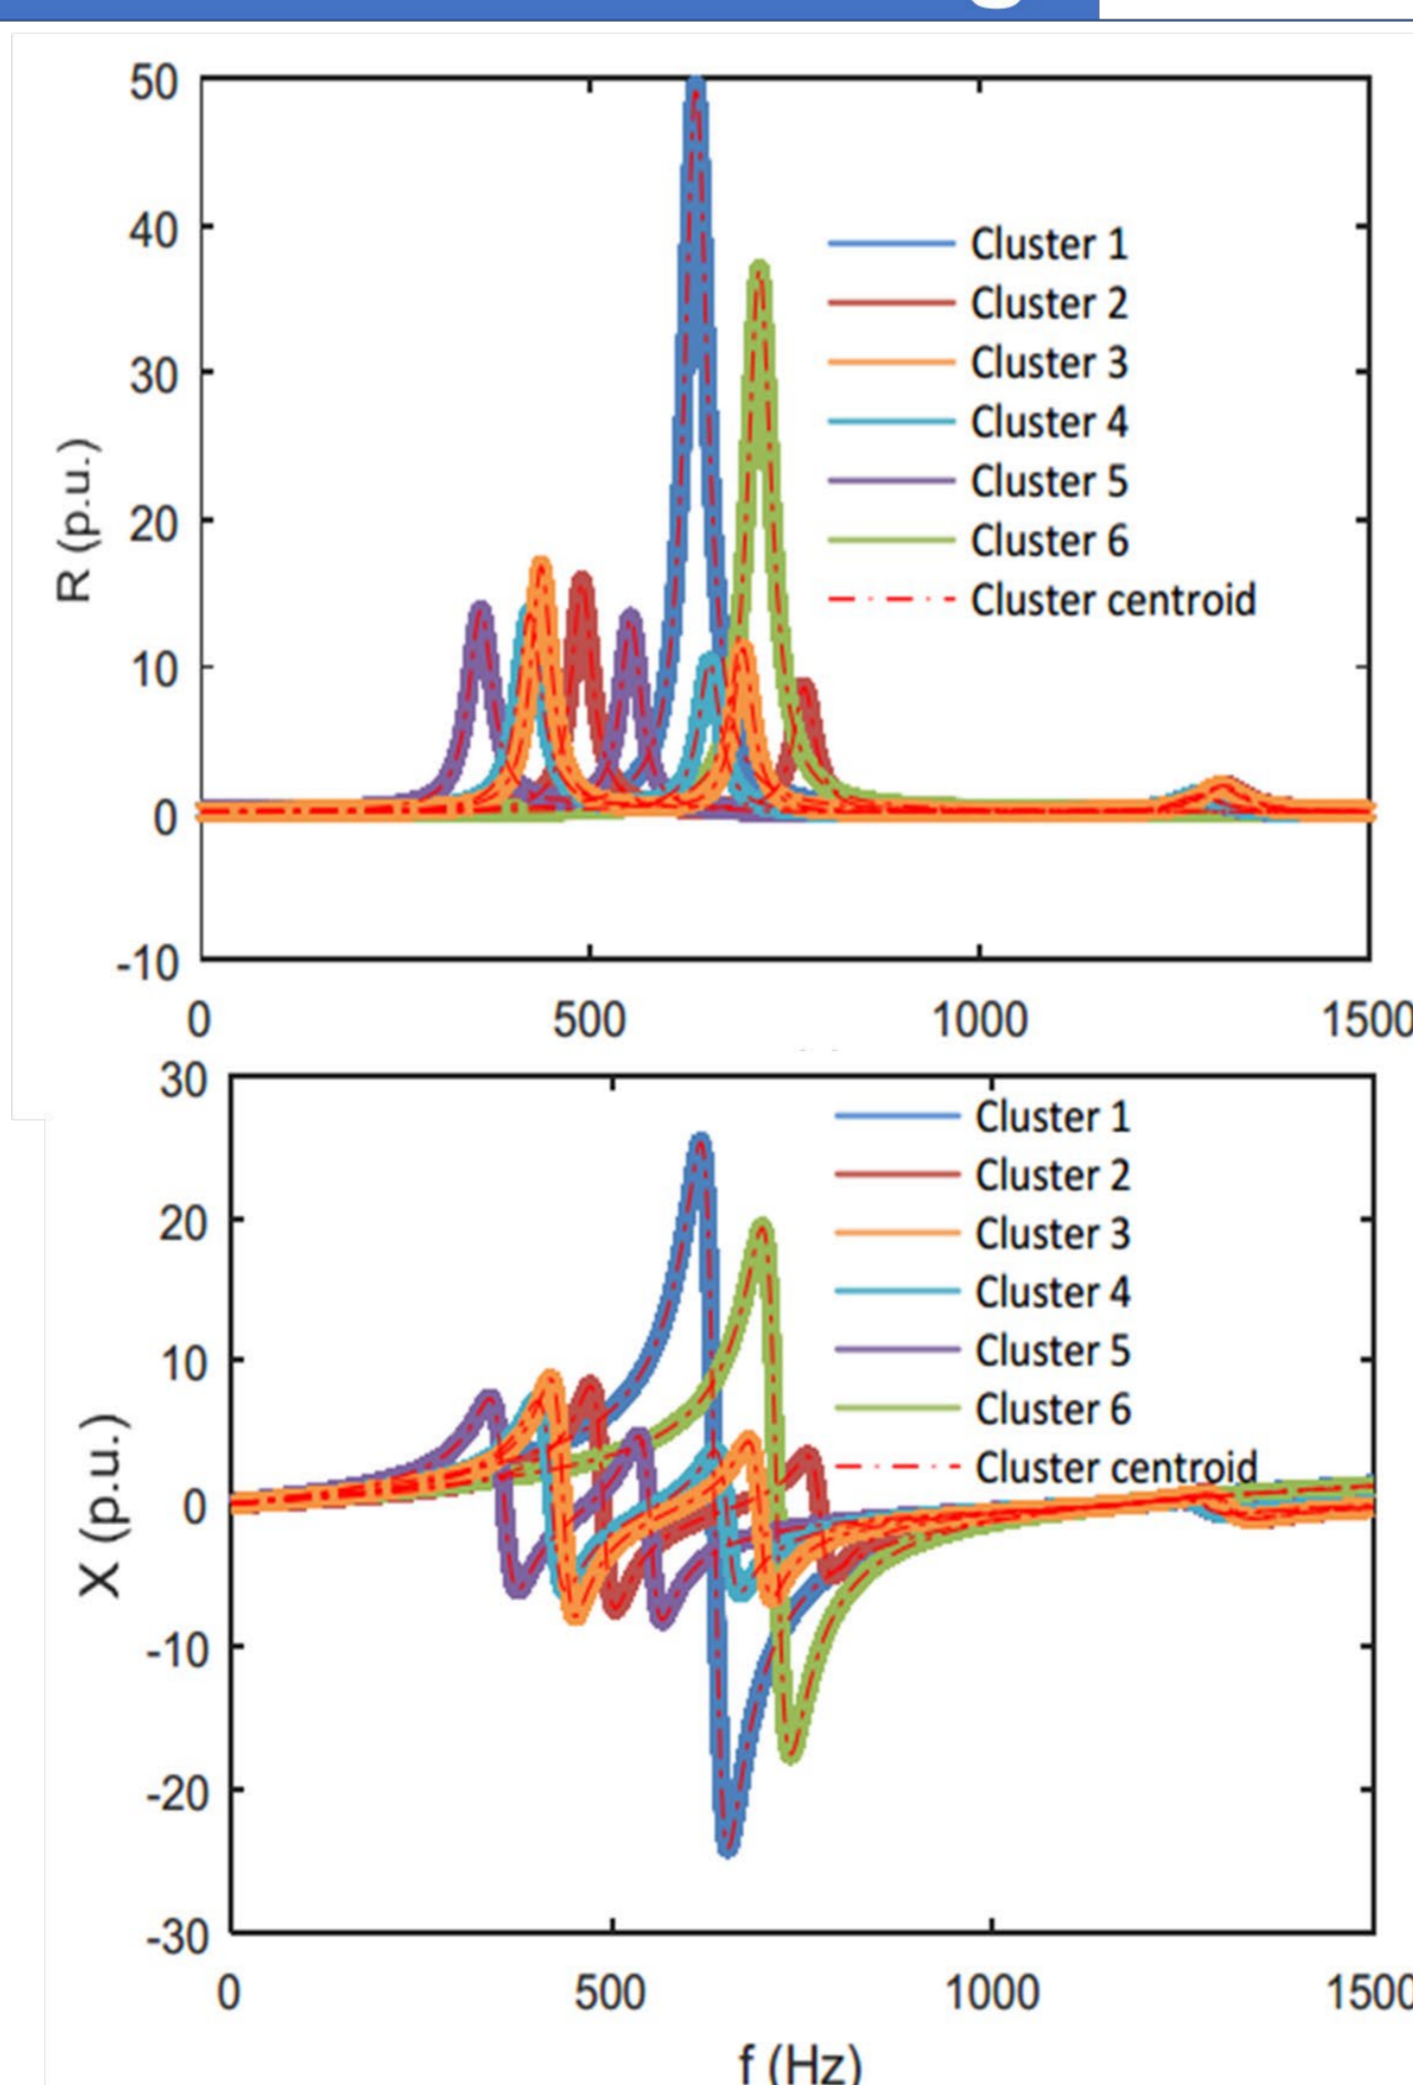 50
40
30
20
10
0
-10
R (p.u.)
Cluster 1
Cluster 2
Cluster 3
Cluster 4
Cluster 5
Cluster 6
Cluster centroid
0 500 1000 1500
30
20
10
0
-10
-20
-30
X (p.u.)
Cluster 1
Cluster 2
Cluster 3
Cluster 4
Cluster 5
Cluster 6
Cluster centroid
0 500 1000 1500
f (Hz)